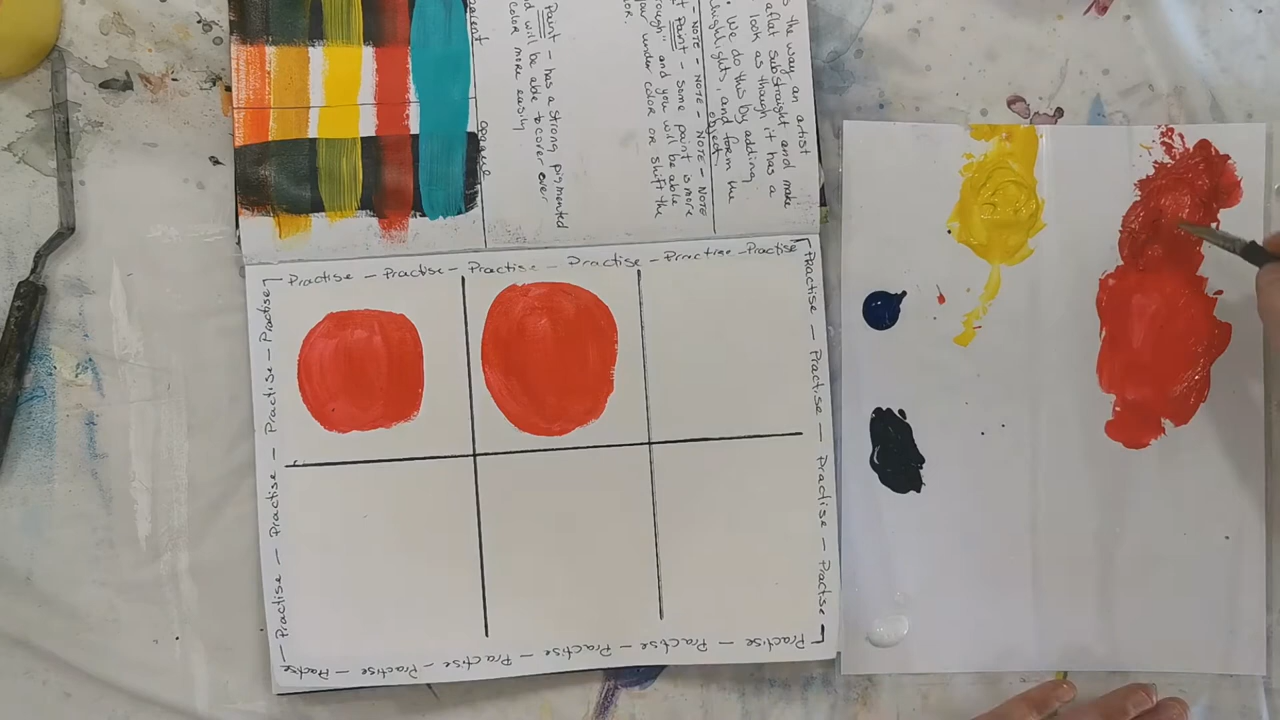 the way an artist
a flat substraight and make
look as though it has a
• We do this by adding
highlights, and form the
object.
- NOTE - NOTE - NOTE - NOTE
Paint - some paint is more
and you will be able
your under color or shift the
Paint - has a strong pigmented
will be able to cover over
color more easily
opaque
Practise - Practise - Practise - Practise - Practise - Practise
Practise - Practise - Practise - Practise
Practise - Practise - Practise - Practise - Practise - Practise
Practise - Practise - Practise - Practise